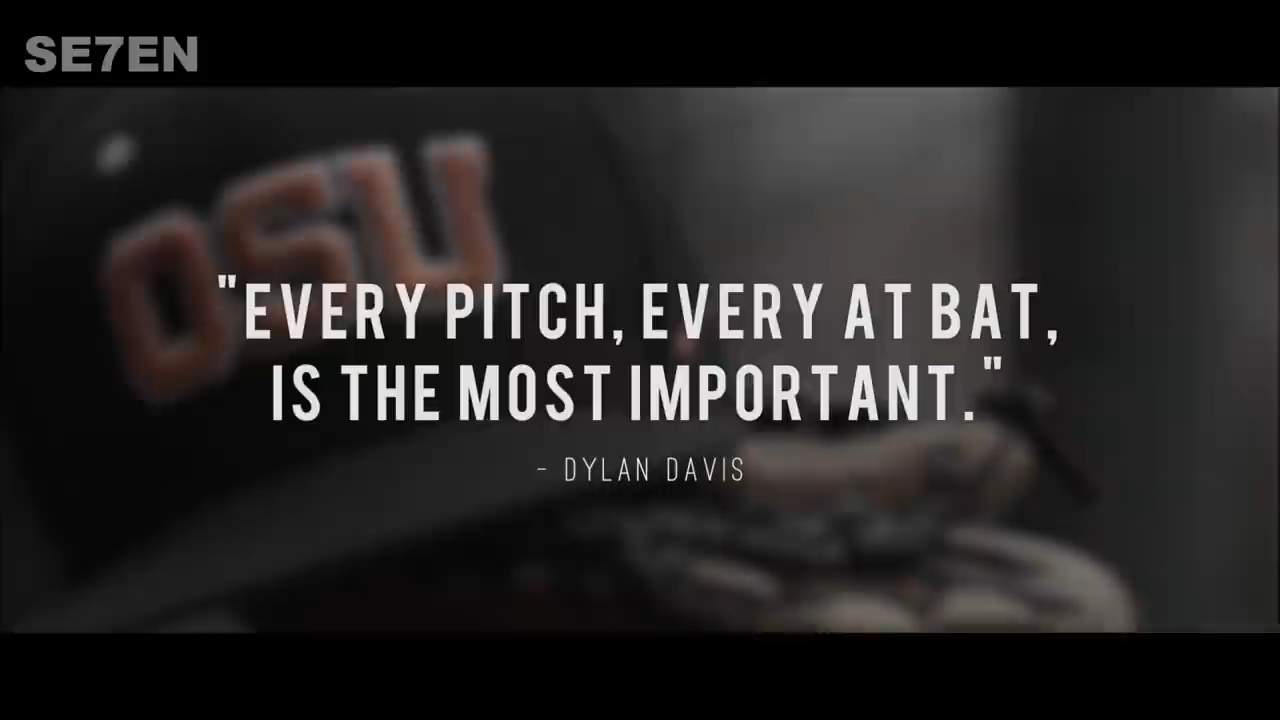 SE7EN
OSU
"EVERY PITCH, EVERY AT BAT,
IS THE MOST IMPORTANT."
- DYLAN DAVIS